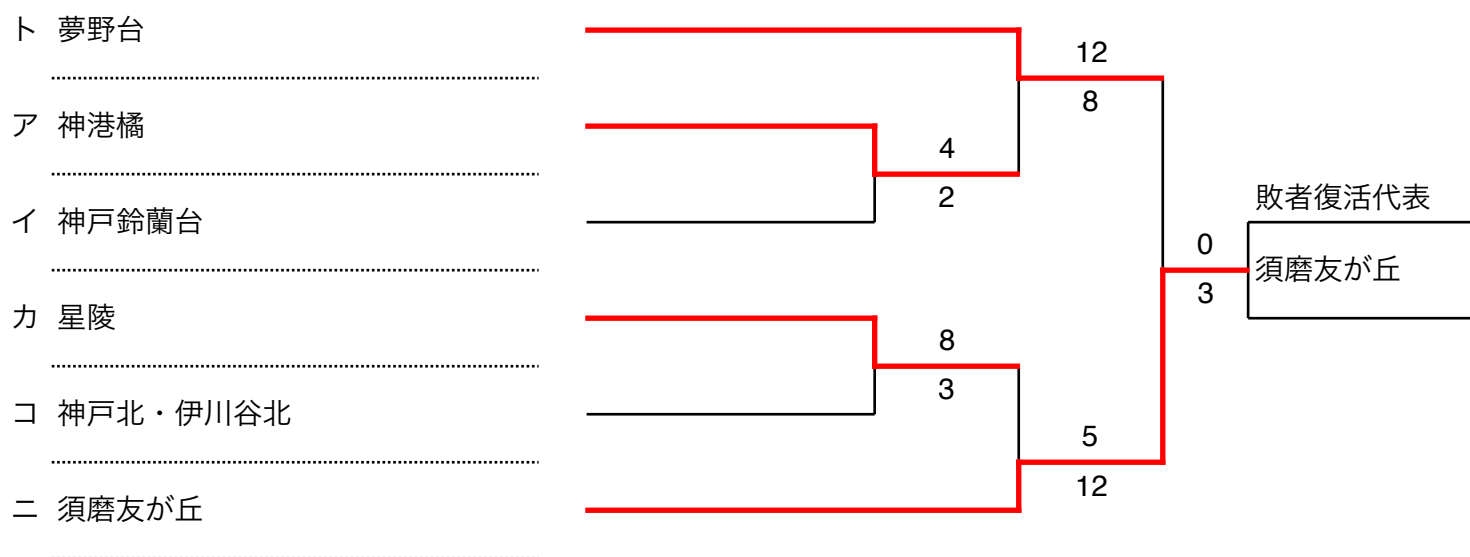 ト 夢野台
12
8
ア 神港橘
4
2
敗者復活代表
イ 神戸鈴蘭台
0
須磨友が丘
3
カ 星陵
8
3
コ 神戸北・伊川谷北
5
12
ニ 須磨友が丘